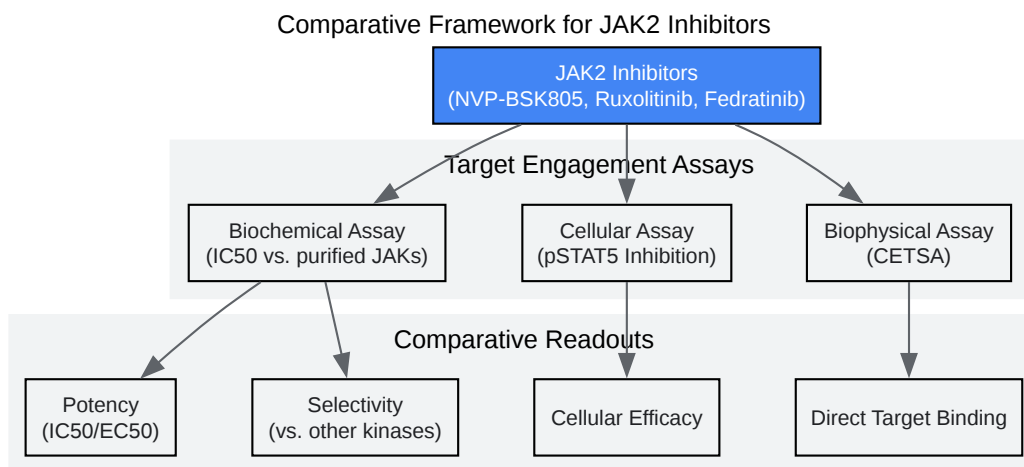 Comparative Framework for JAK2 Inhibitors
JAK2 Inhibitors
(NVP-BSK805, Ruxolitinib, Fedratinib)
Target Engagement Assays
Biochemical Assay
(IC50 vs. purified JAKs)
Cellular Assay
(pSTAT5 Inhibition)
Biophysical Assay
(CETSA)
Comparative Readouts
Potency
(IC50/EC50)
Selectivity
(vs. other kinases)
Cellular Efficacy
Direct Target Binding